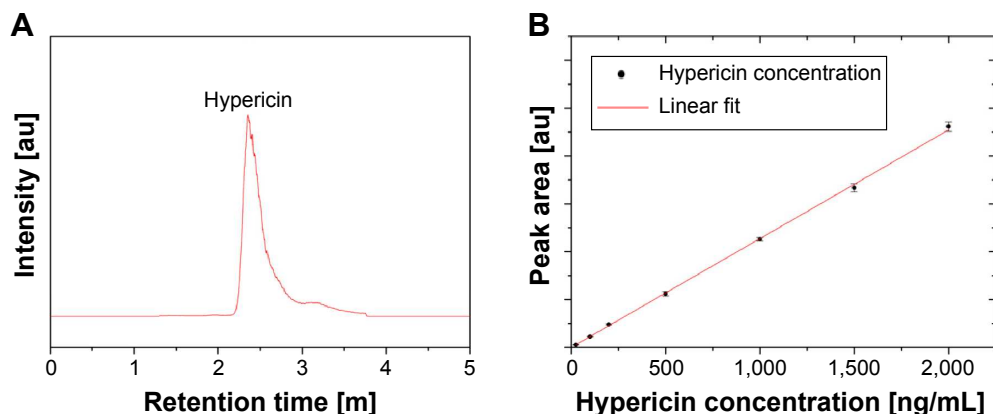 A
Intensity [au]
Hypericin
0 1 2 3 4 5
Retention time [m]
B
Peak area [au]
Hypericin concentration
Linear fit
0 500 1,000 1,500 2,000
Hypericin concentration [ng/mL]